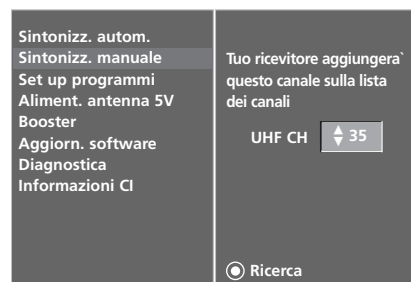 Sintonizz. autom.
Sintonizz. manuale
Set up programmi
Aliment. antenna 5V
Booster
Aggiorn. software
Diagnostica
Informazioni CI
Tuo ricevitore aggiungera`
questo canale sulla lista
dei canali
UHF CH 35
Ricerca